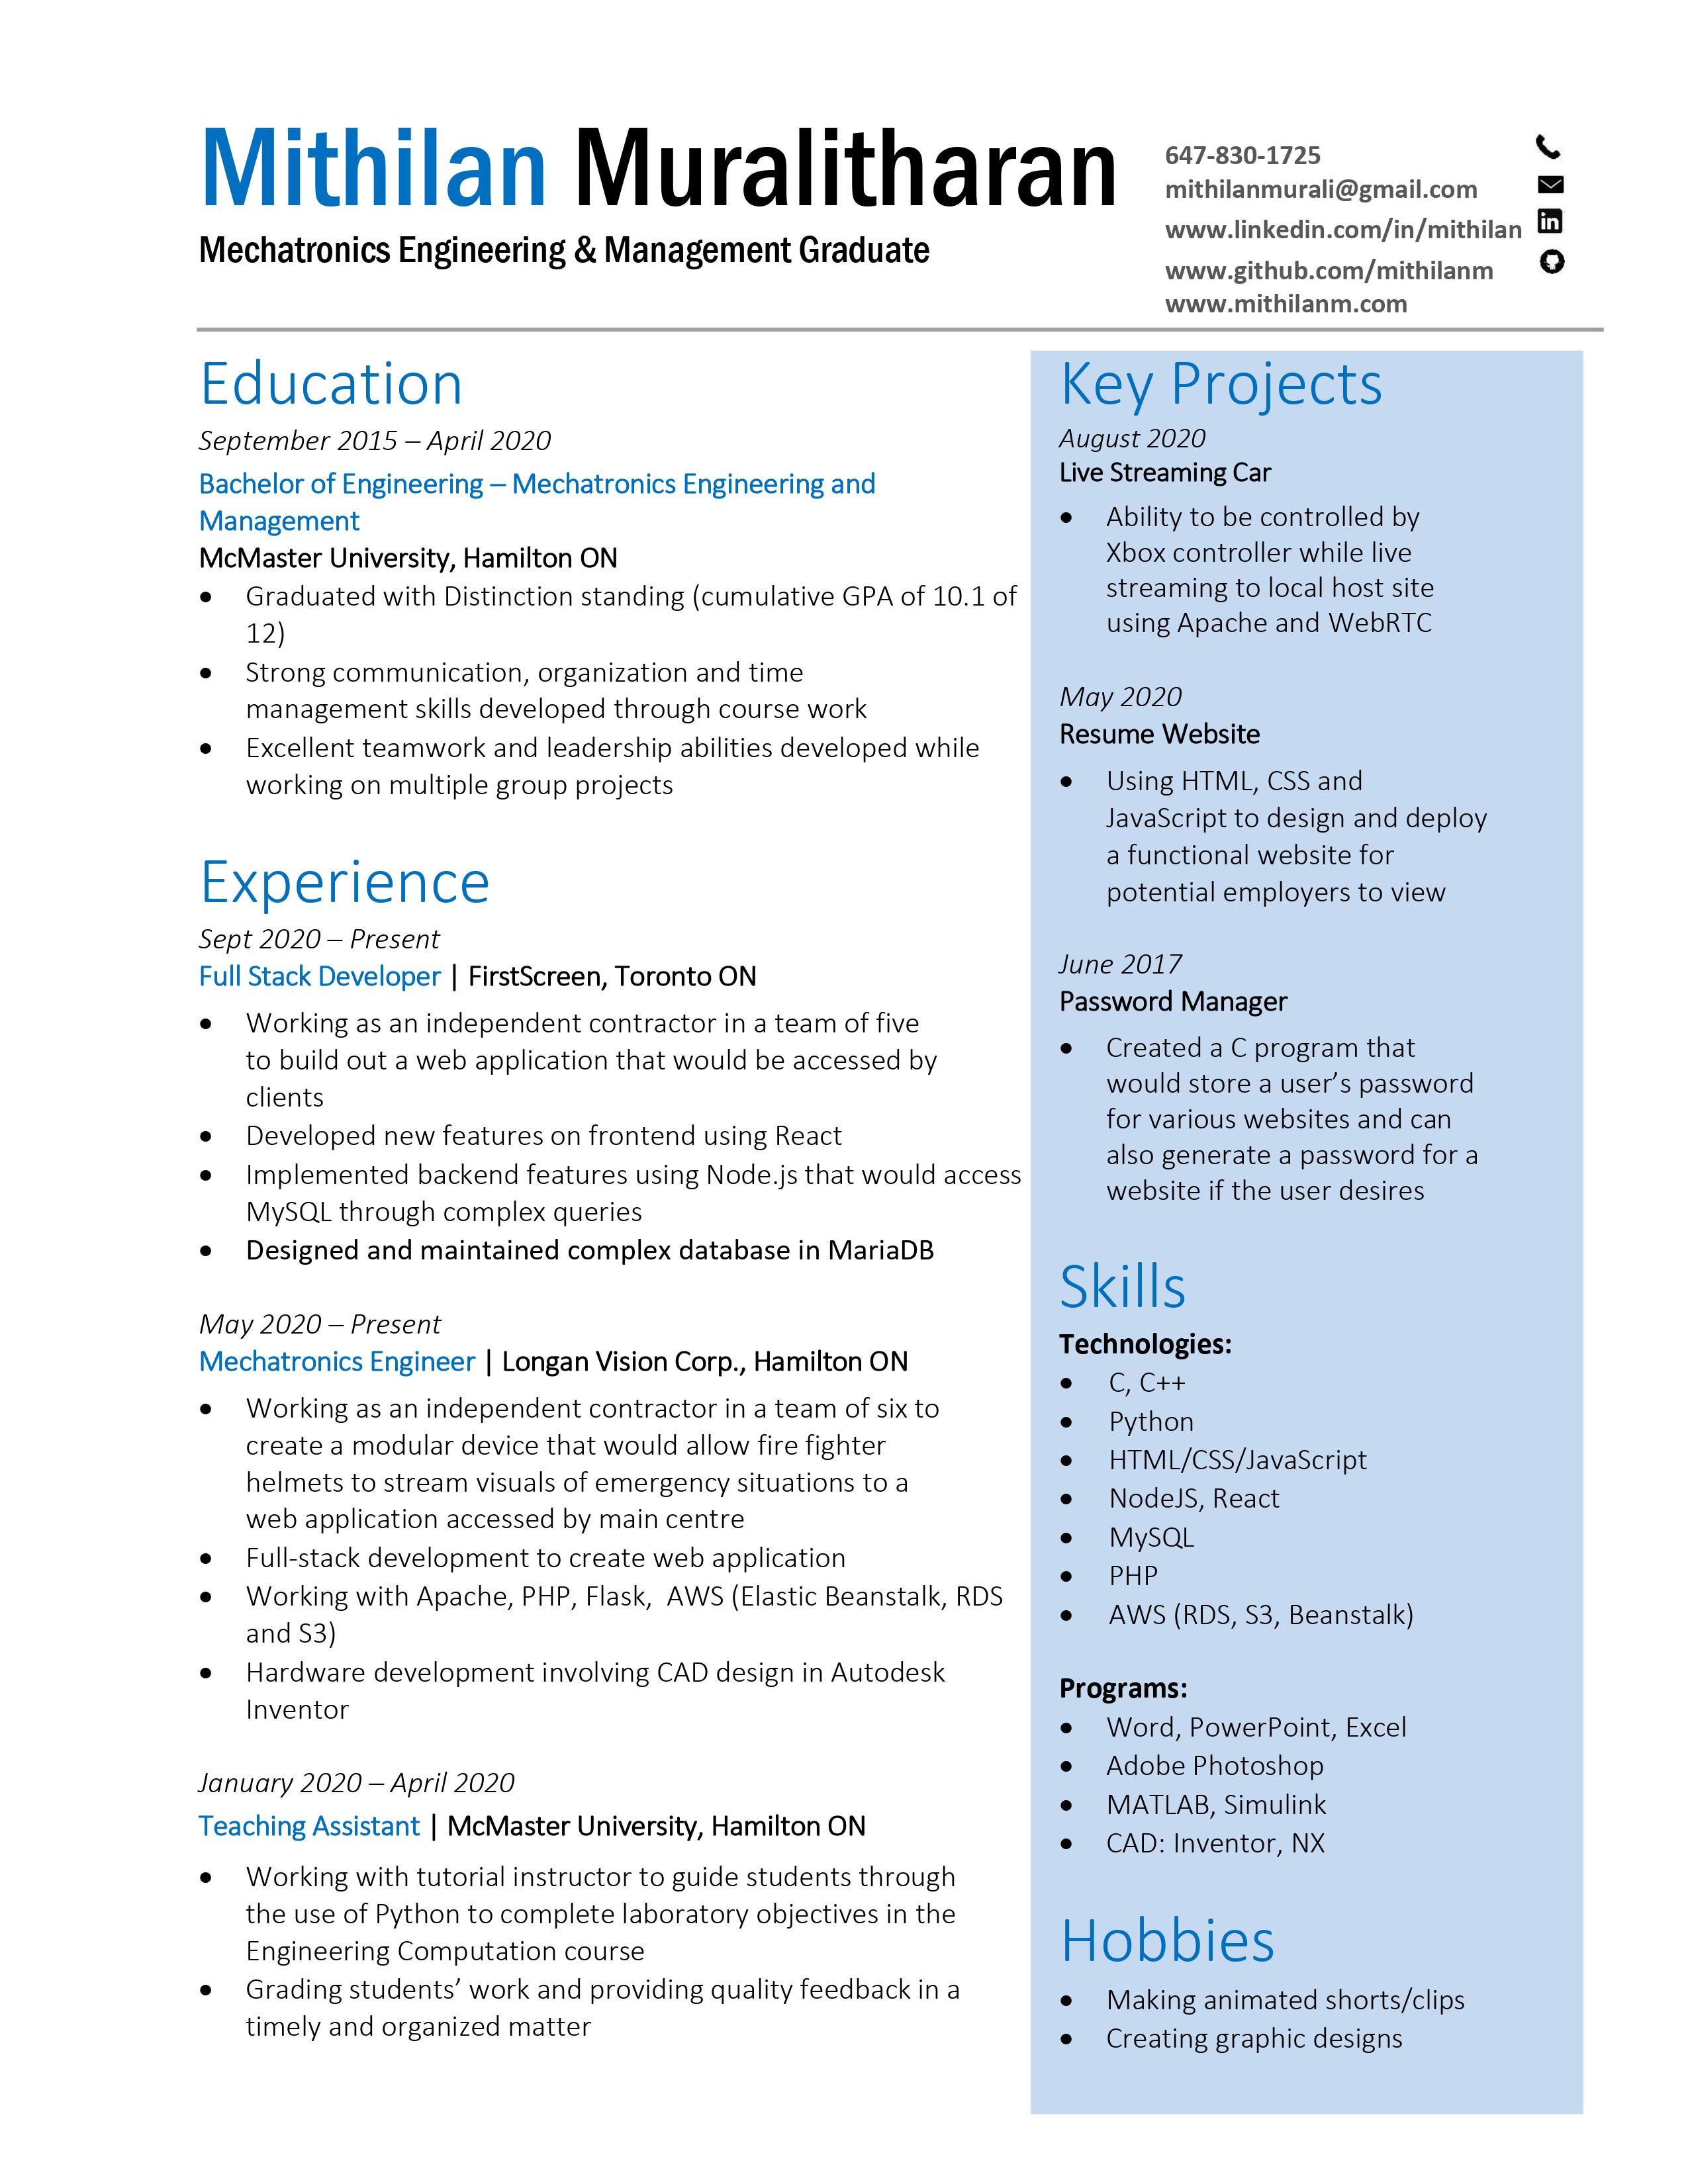 Mithilan Muralitharan
Mechatronics Engineering & Management Graduate
647-830-1725
mithilanmurali@gmail.com
www.linkedin.com/in/mithilan
in
www.github.com/mithilanm
www.mithilanm.com
Education
September 2015 – April 2020
Bachelor of Engineering – Mechatronics Engineering and
Management
McMaster University, Hamilton ON
• Graduated with Distinction standing (cumulative GPA of 10.1 of
12)
• Strong communication, organization and time
management skills developed through course work
• Excellent teamwork and leadership abilities developed while
working on multiple group projects
Experience
Sept 2020 – Present
Full Stack Developer | FirstScreen, Toronto ON
• Working as an independent contractor in a team of five
to build out a web application that would be accessed by
clients
• Developed new features on frontend using React
• Implemented backend features using Node.js that would access
MySQL through complex queries
• Designed and maintained complex database in MariaDB
May 2020 – Present
Mechatronics Engineer | Longan Vision Corp., Hamilton ON
• Working as an independent contractor in a team of six to
create a modular device that would allow fire fighter
helmets to stream visuals of emergency situations to a
web application accessed by main centre
• Full-stack development to create web application
• Working with Apache, PHP, Flask,  AWS (Elastic Beanstalk, RDS
and S3)
• Hardware development involving CAD design in Autodesk
Inventor
January 2020 – April 2020
Teaching Assistant | McMaster University, Hamilton ON
• Working with tutorial instructor to guide students through
the use of Python to complete laboratory objectives in the
Engineering Computation course
• Grading students’ work and providing quality feedback in a
timely and organized matter
Key Projects
August 2020
Live Streaming Car
• Ability to be controlled by
Xbox controller while live
streaming to local host site
using Apache and WebRTC
May 2020
Resume Website
• Using HTML, CSS and
JavaScript to design and deploy
a functional website for
potential employers to view
June 2017
Password Manager
• Created a C program that
would store a user’s password
for various websites and can
also generate a password for a
website if the user desires
Skills
Technologies:
• C, C++
• Python
• HTML/CSS/JavaScript
• NodeJS, React
• MySQL
• PHP
• AWS (RDS, S3, Beanstalk)
Programs:
• Word, PowerPoint, Excel
• Adobe Photoshop
• MATLAB, Simulink
• CAD: Inventor, NX
Hobbies
• Making animated shorts/clips
• Creating graphic designs